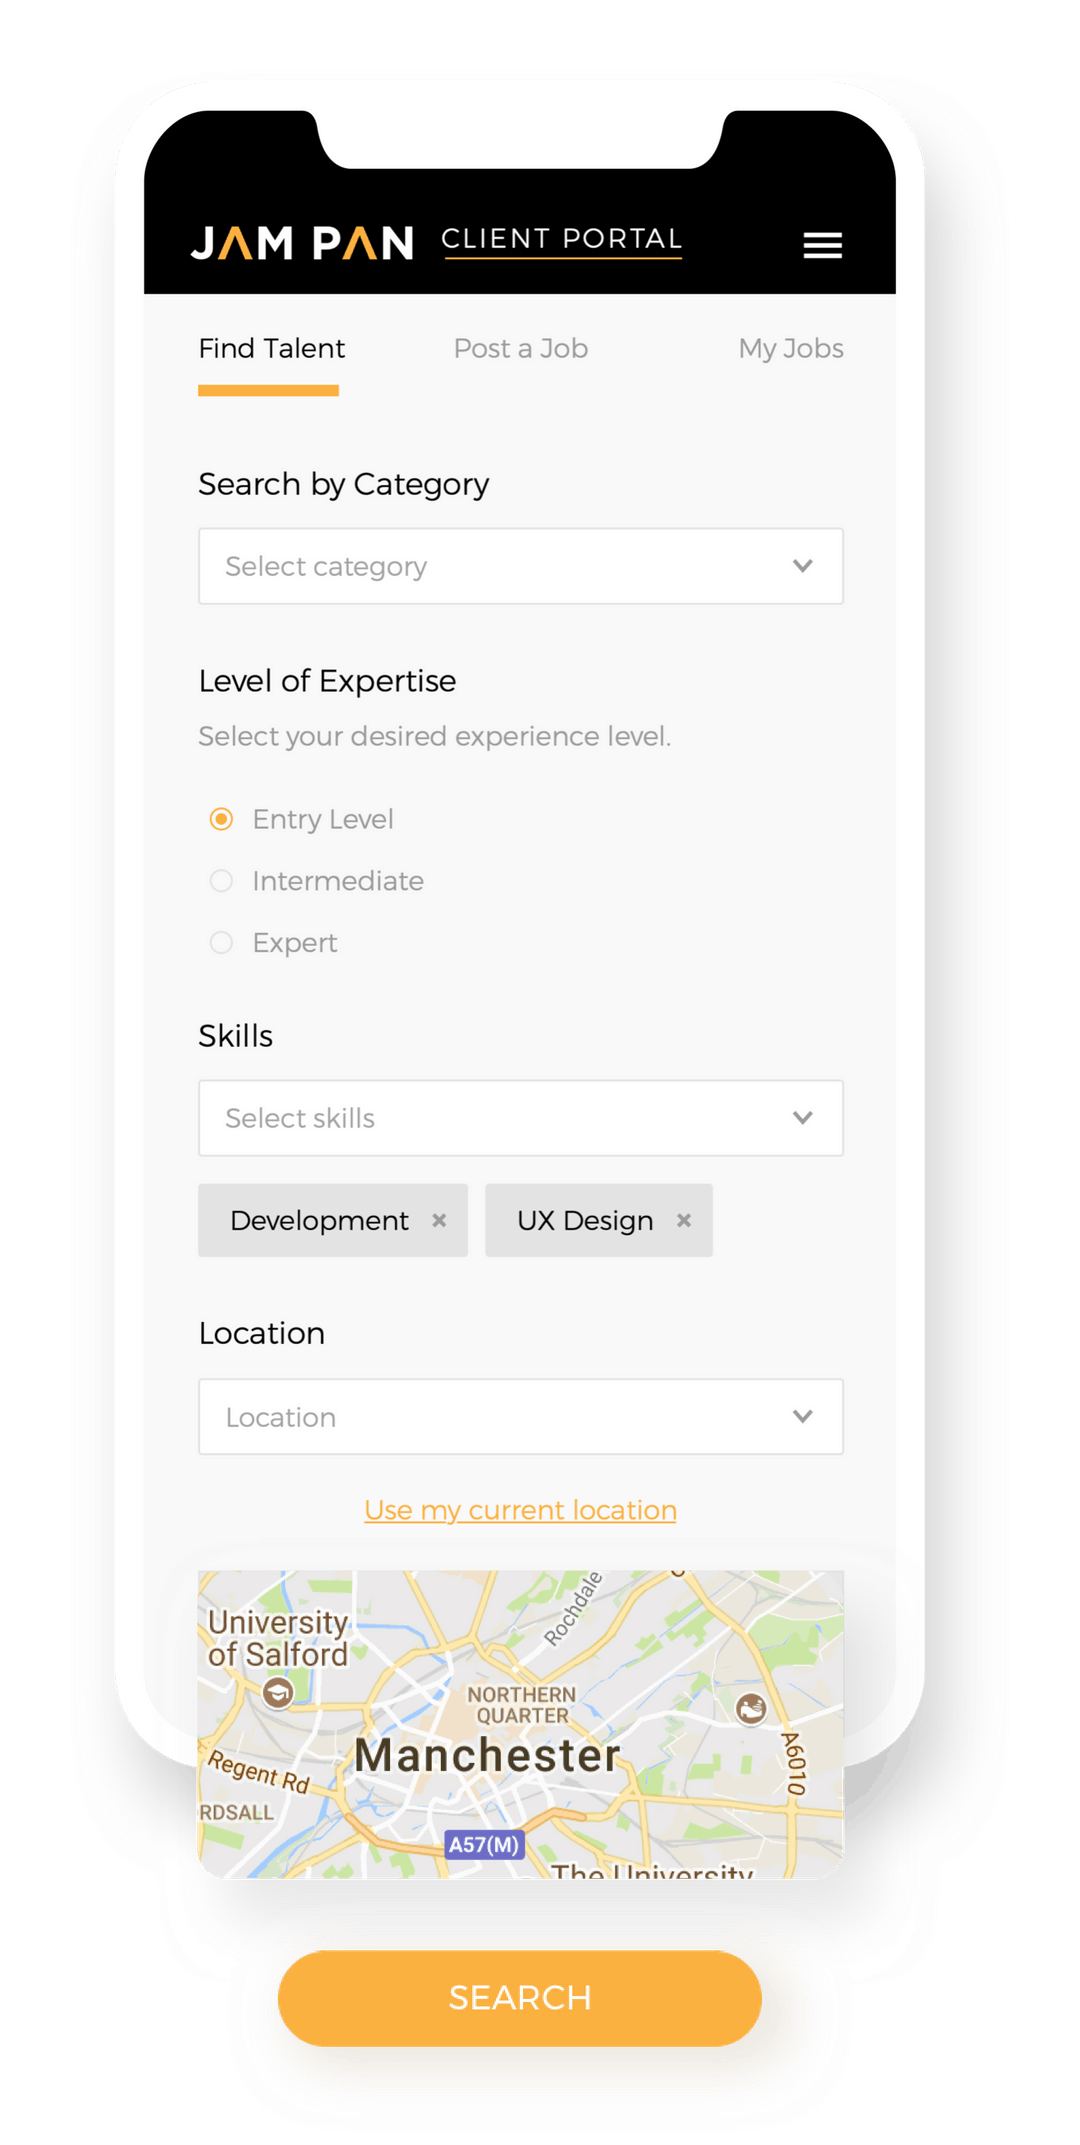 JAM PAN CLIENT PORTAL
Find Talent Post a Job My Jobs
Search by Category
Select category
Level of Expertise
Select your desired experience level.
Entry Level
Intermediate
Expert
Skills
Select skills
Development × UX Design ×
Location
Location
Use my current location
Rochdale
University
of Salford
NORTHERN
QUARTER
Manchester
A6010
Regent Rd
RDSALL
A57(M)
The University
SEARCH